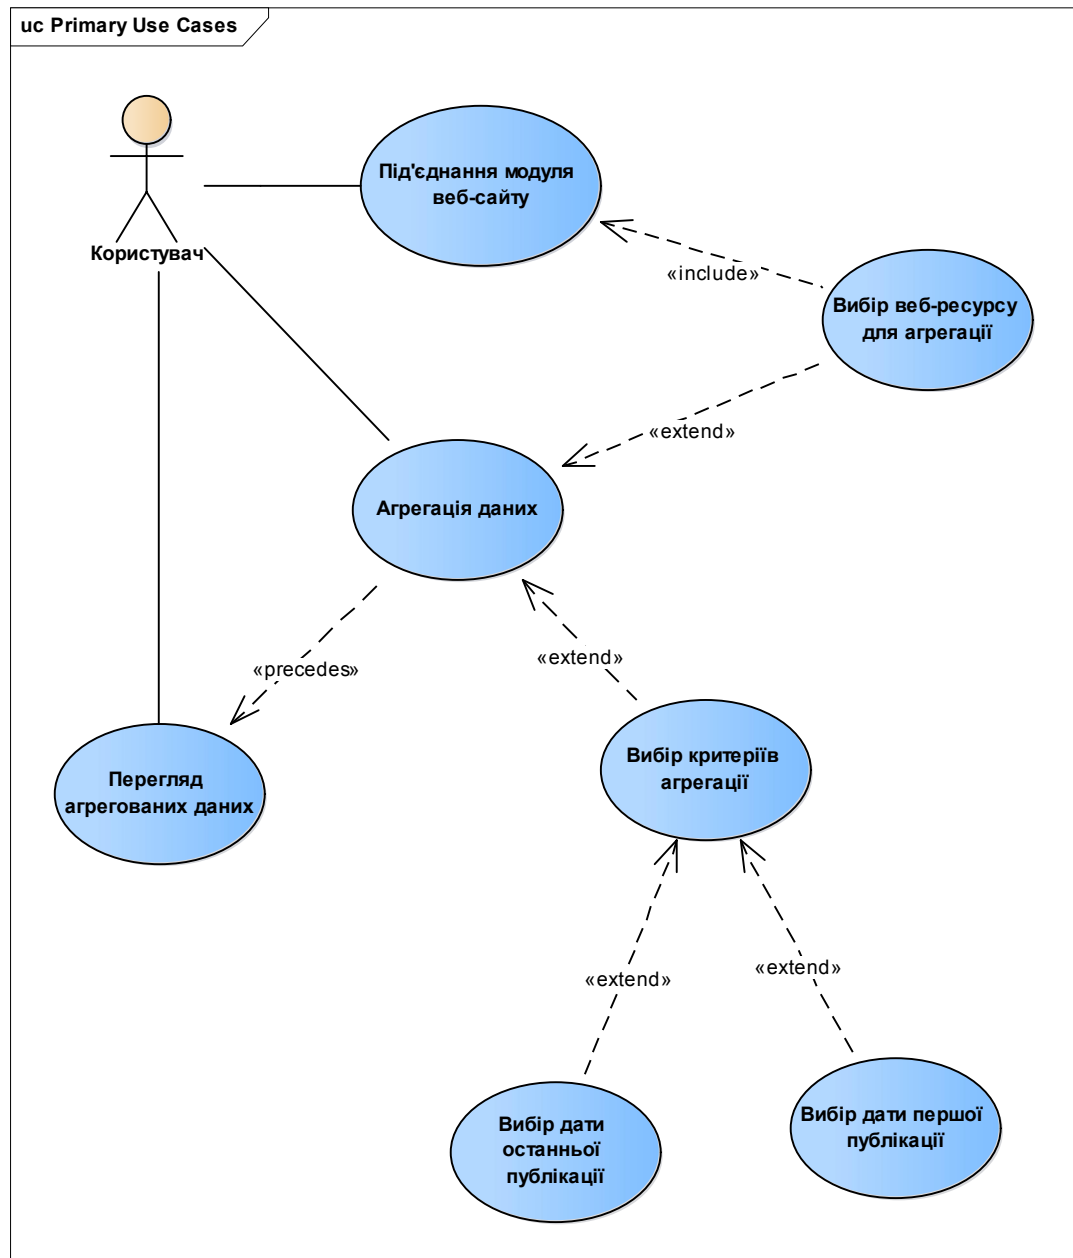 uc Primary Use Cases
Під'єднання модуля
веб-сайту
Користувач
«include»
Вибір веб-ресурсу
для агрегації
«extend»
Агрегація даних
«precedes»
«extend»
Перегляд
агрегованих даних
Вибір критеріїв
агрегації
«extend»
«extend»
Вибір дати
останньої
публікації
Вибір дати першої
публікації